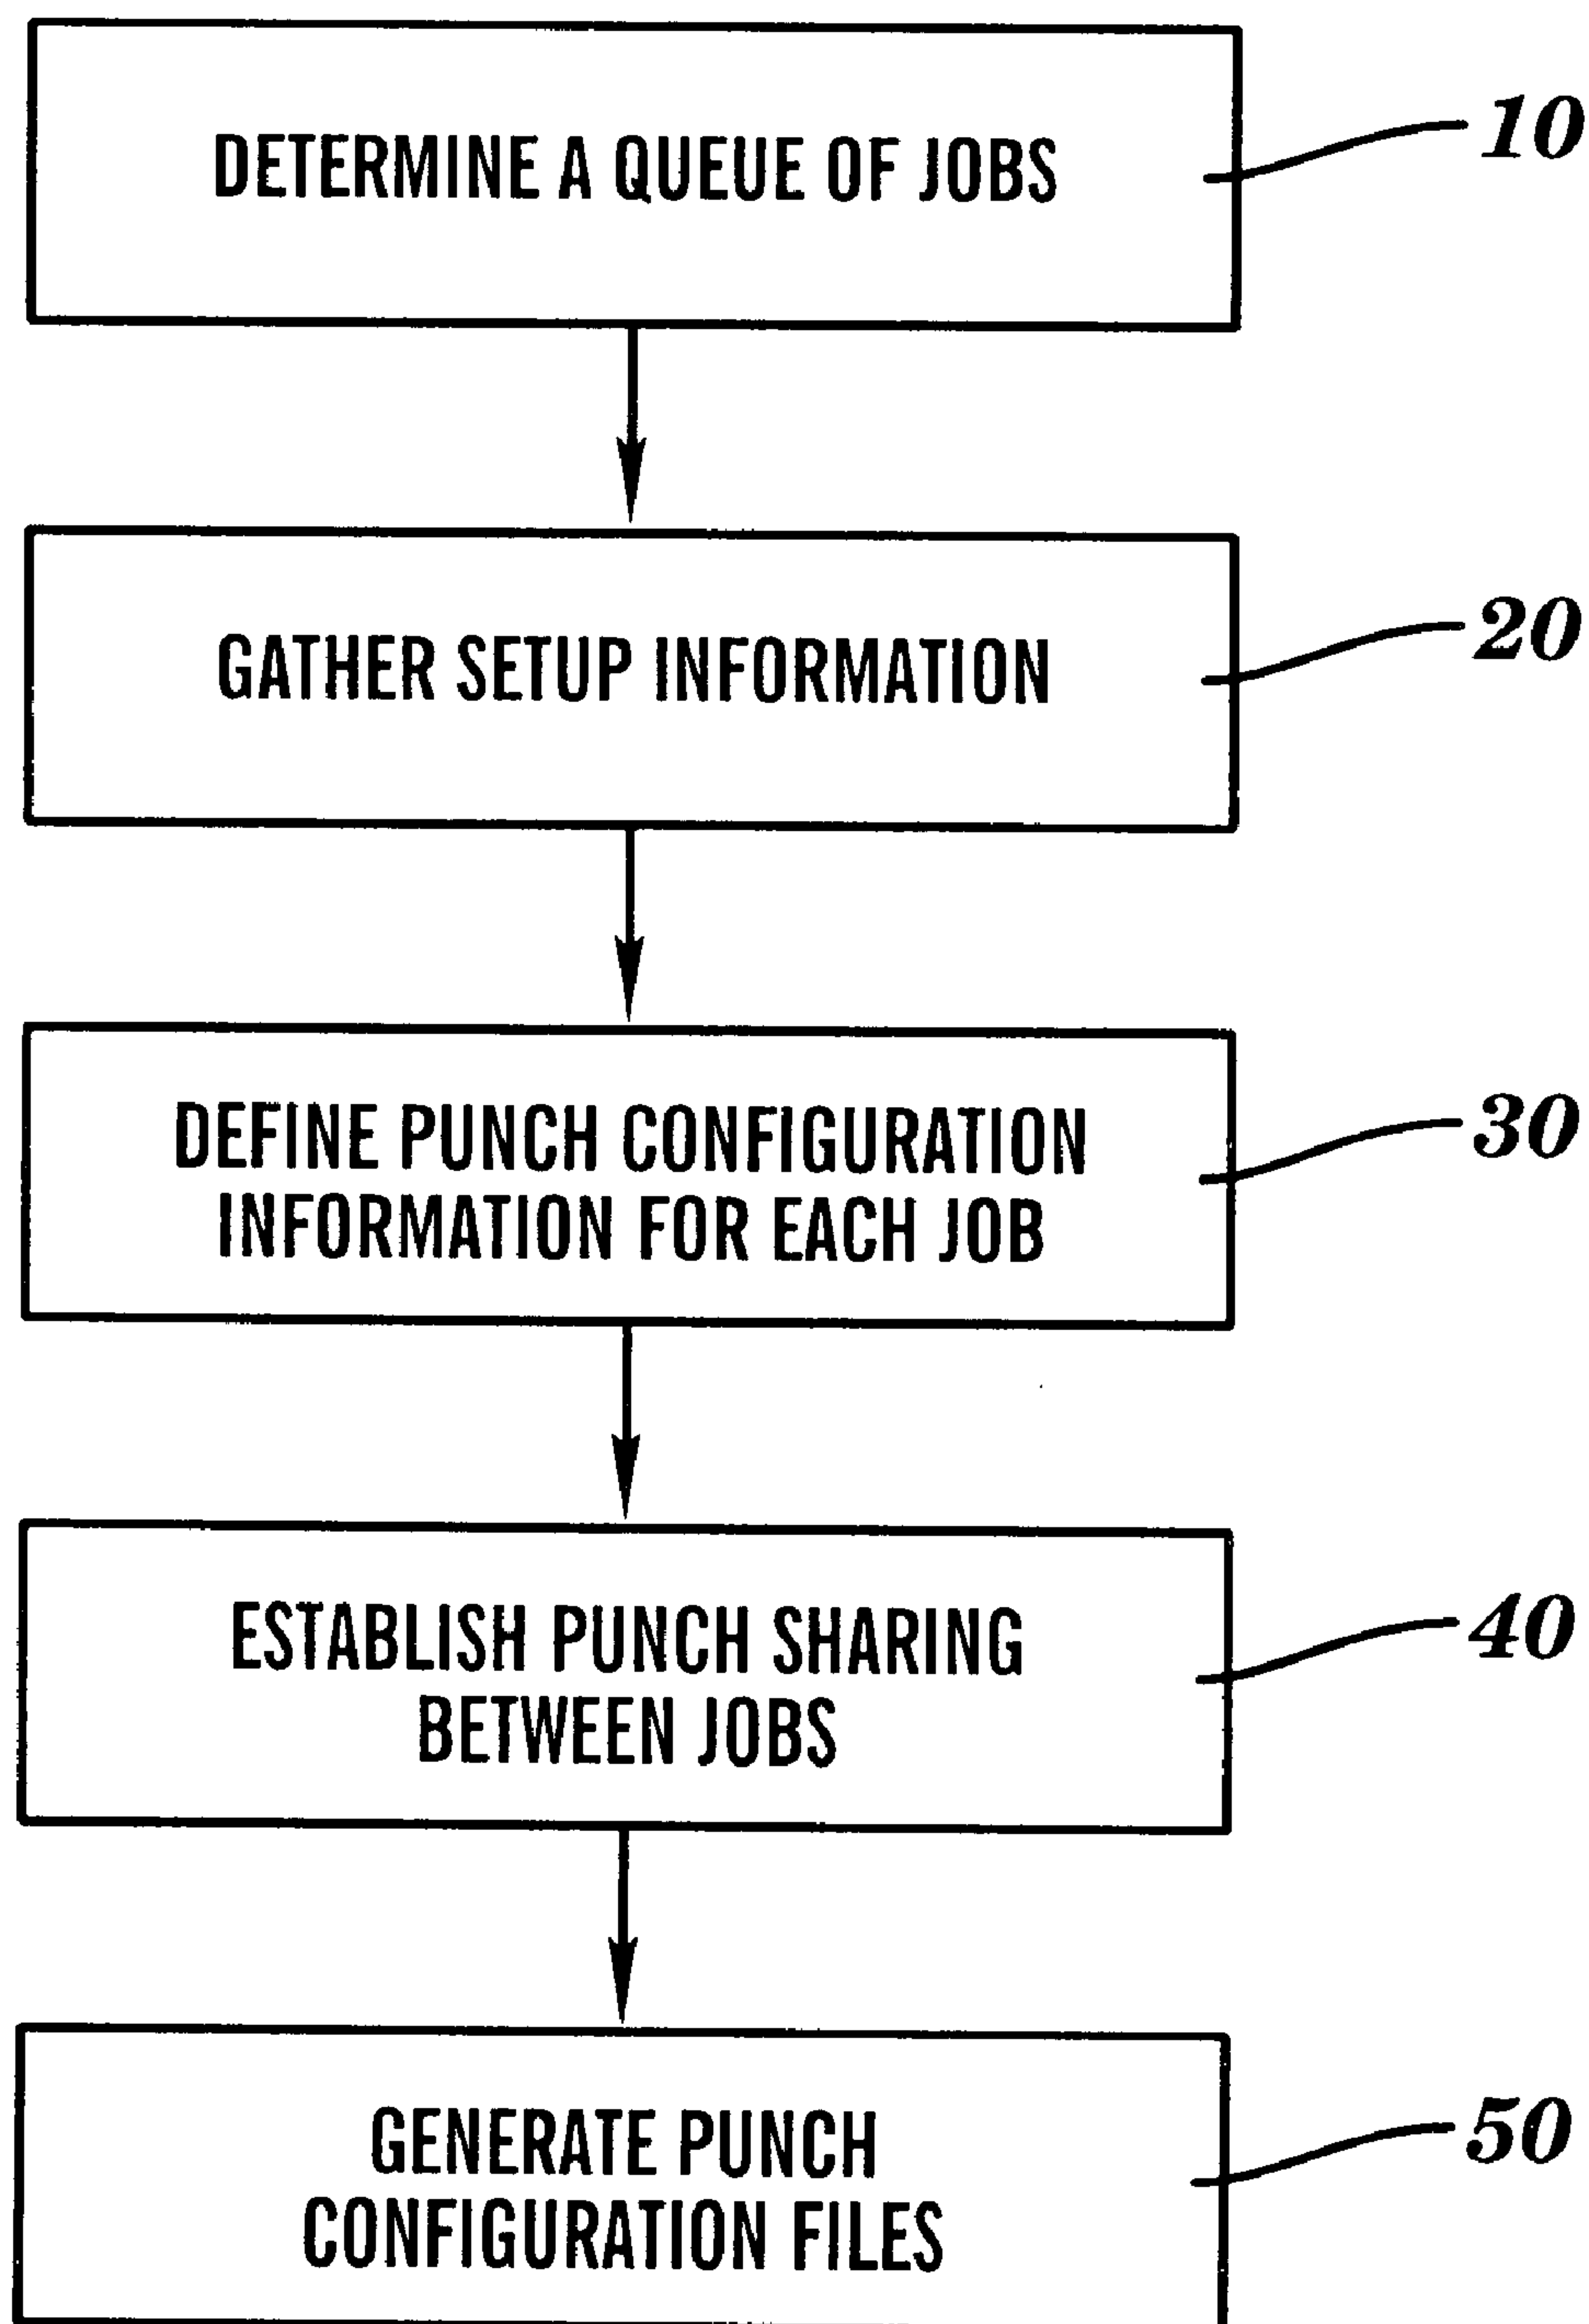 DETERMINE A QUEUE OF JOBS
10
GATHER SETUP INFORMATION
20
DEFINE PUNCH CONFIGURATION
INFORMATION FOR EACH JOB
30
ESTABLISH PUNCH SHARING
BETWEEN JOBS
40
GENERATE PUNCH
CONFIGURATION FILES
50